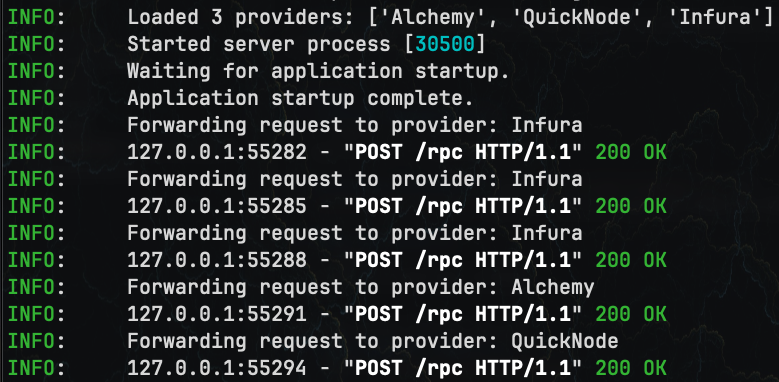 INFO:     Loaded 3 providers: ['Alchemy', 'QuickNode', 'Infura']
INFO:     Started server process [30500]
INFO:     Waiting for application startup.
INFO:     Application startup complete.
INFO:     Forwarding request to provider: Infura
INFO:     127.0.0.1:55282 - "POST /rpc HTTP/1.1" 200 OK
INFO:     Forwarding request to provider: Infura
INFO:     127.0.0.1:55285 - "POST /rpc HTTP/1.1" 200 OK
INFO:     Forwarding request to provider: Infura
INFO:     127.0.0.1:55288 - "POST /rpc HTTP/1.1" 200 OK
INFO:     Forwarding request to provider: Alchemy
INFO:     127.0.0.1:55291 - "POST /rpc HTTP/1.1" 200 OK
INFO:     Forwarding request to provider: QuickNode
INFO:     127.0.0.1:55294 - "POST /rpc HTTP/1.1" 200 OK